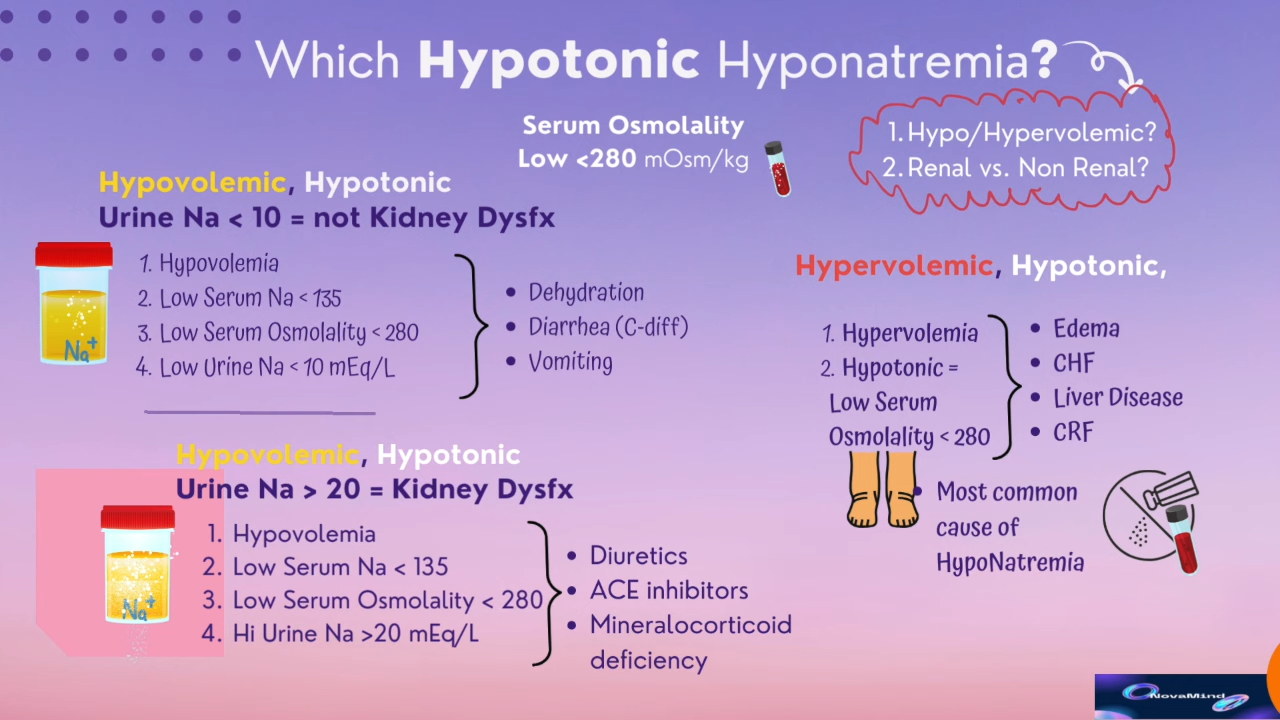 Which Hypotonic Hyponatremia?
Serum Osmolality
Low <280 mOsm/kg
1. Hypo/Hypervolemic?
2. Renal vs. Non Renal?
Hypovolemic, Hypotonic
Urine Na < 10 = not Kidney Dysfx
Na+
1. Hypovolemia
2. Low Serum Na < 135
3. Low Serum Osmolality < 280
4. Low Urine Na < 10 mEq/L
• Dehydration
• Diarrhea (C-diff)
• Vomiting
Hypovolemic, Hypotonic
Urine Na > 20 = Kidney Dysfx
Na+
1. Hypovolemia
2. Low Serum Na < 135
3. Low Serum Osmolality < 280
4. Hi Urine Na >20 mEq/L
• Diuretics
• ACE inhibitors
• Mineralocorticoid
deficiency
Hypervolemic, Hypotonic,
1. Hypervolemia
2. Hypotonic =
Low Serum
Osmolality < 280
• Edema
• CHF
• Liver Disease
• CRF
• Most common
cause of
HypoNatremia
NovaMind